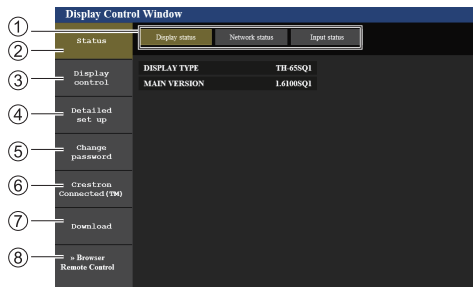 Display Control Window
① Display status Network status Input status
② Status
DISPLAY TYPE TH-65SQ1
MAIN VERSION 1.6100SQ1
③ Display
control
④ Detailed
set up
⑤ Change
password
⑥ Crestron
Connected(TM)
⑦ Download
⑧ » Browser
Remote Control